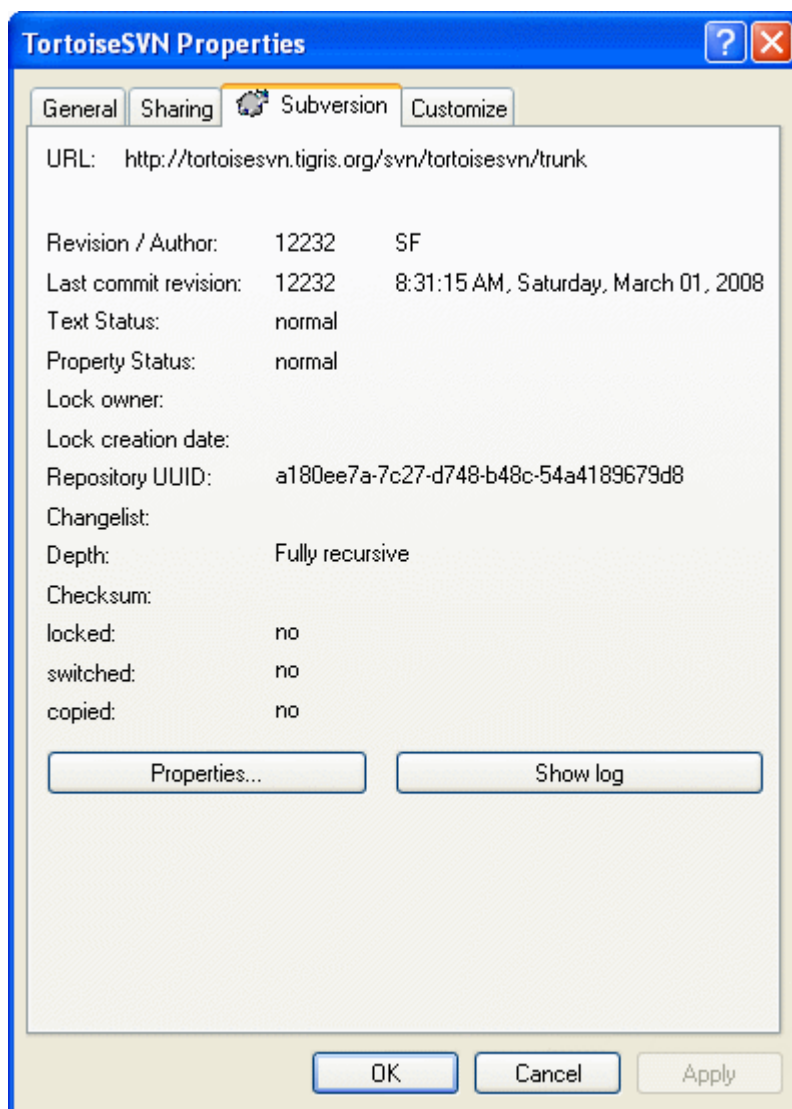 TortoiseSVN Properties
General Sharing Subversion Customize
URL: http://tortoisesvn.tigris.org/svn/tortoisesvn/trunk
Revision / Author: 12232 SF
Last commit revision: 12232 8:31:15 AM, Saturday, March 01, 2008
Text Status: normal
Property Status: normal
Lock owner:
Lock creation date:
Repository UUID: a180ee7a-7c27-d748-b48c-54a4189679d8
Changelist:
Depth: Fully recursive
Checksum:
locked: no
switched: no
copied: no
Properties... Show log
OK Cancel Apply